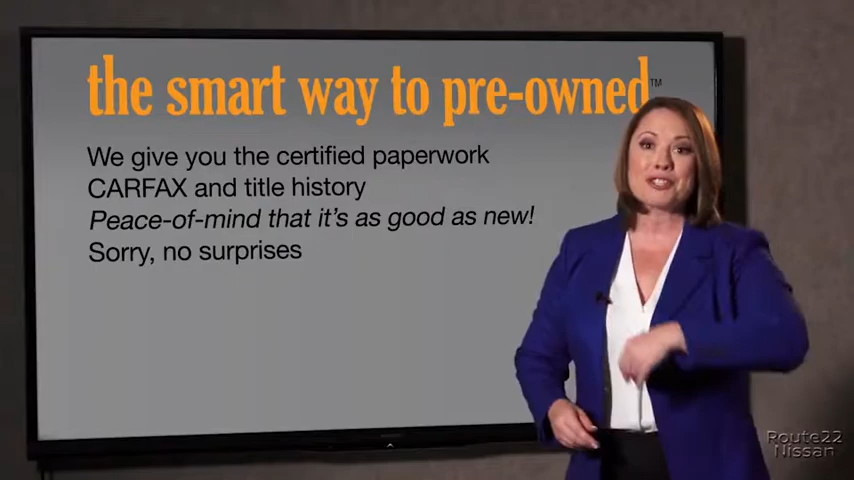 the smart way to pre-owned™
We give you the certified paperwork
CARFAX and title history
Peace-of-mind that it's as good as new!
Sorry, no surprises
Route22
Nissan